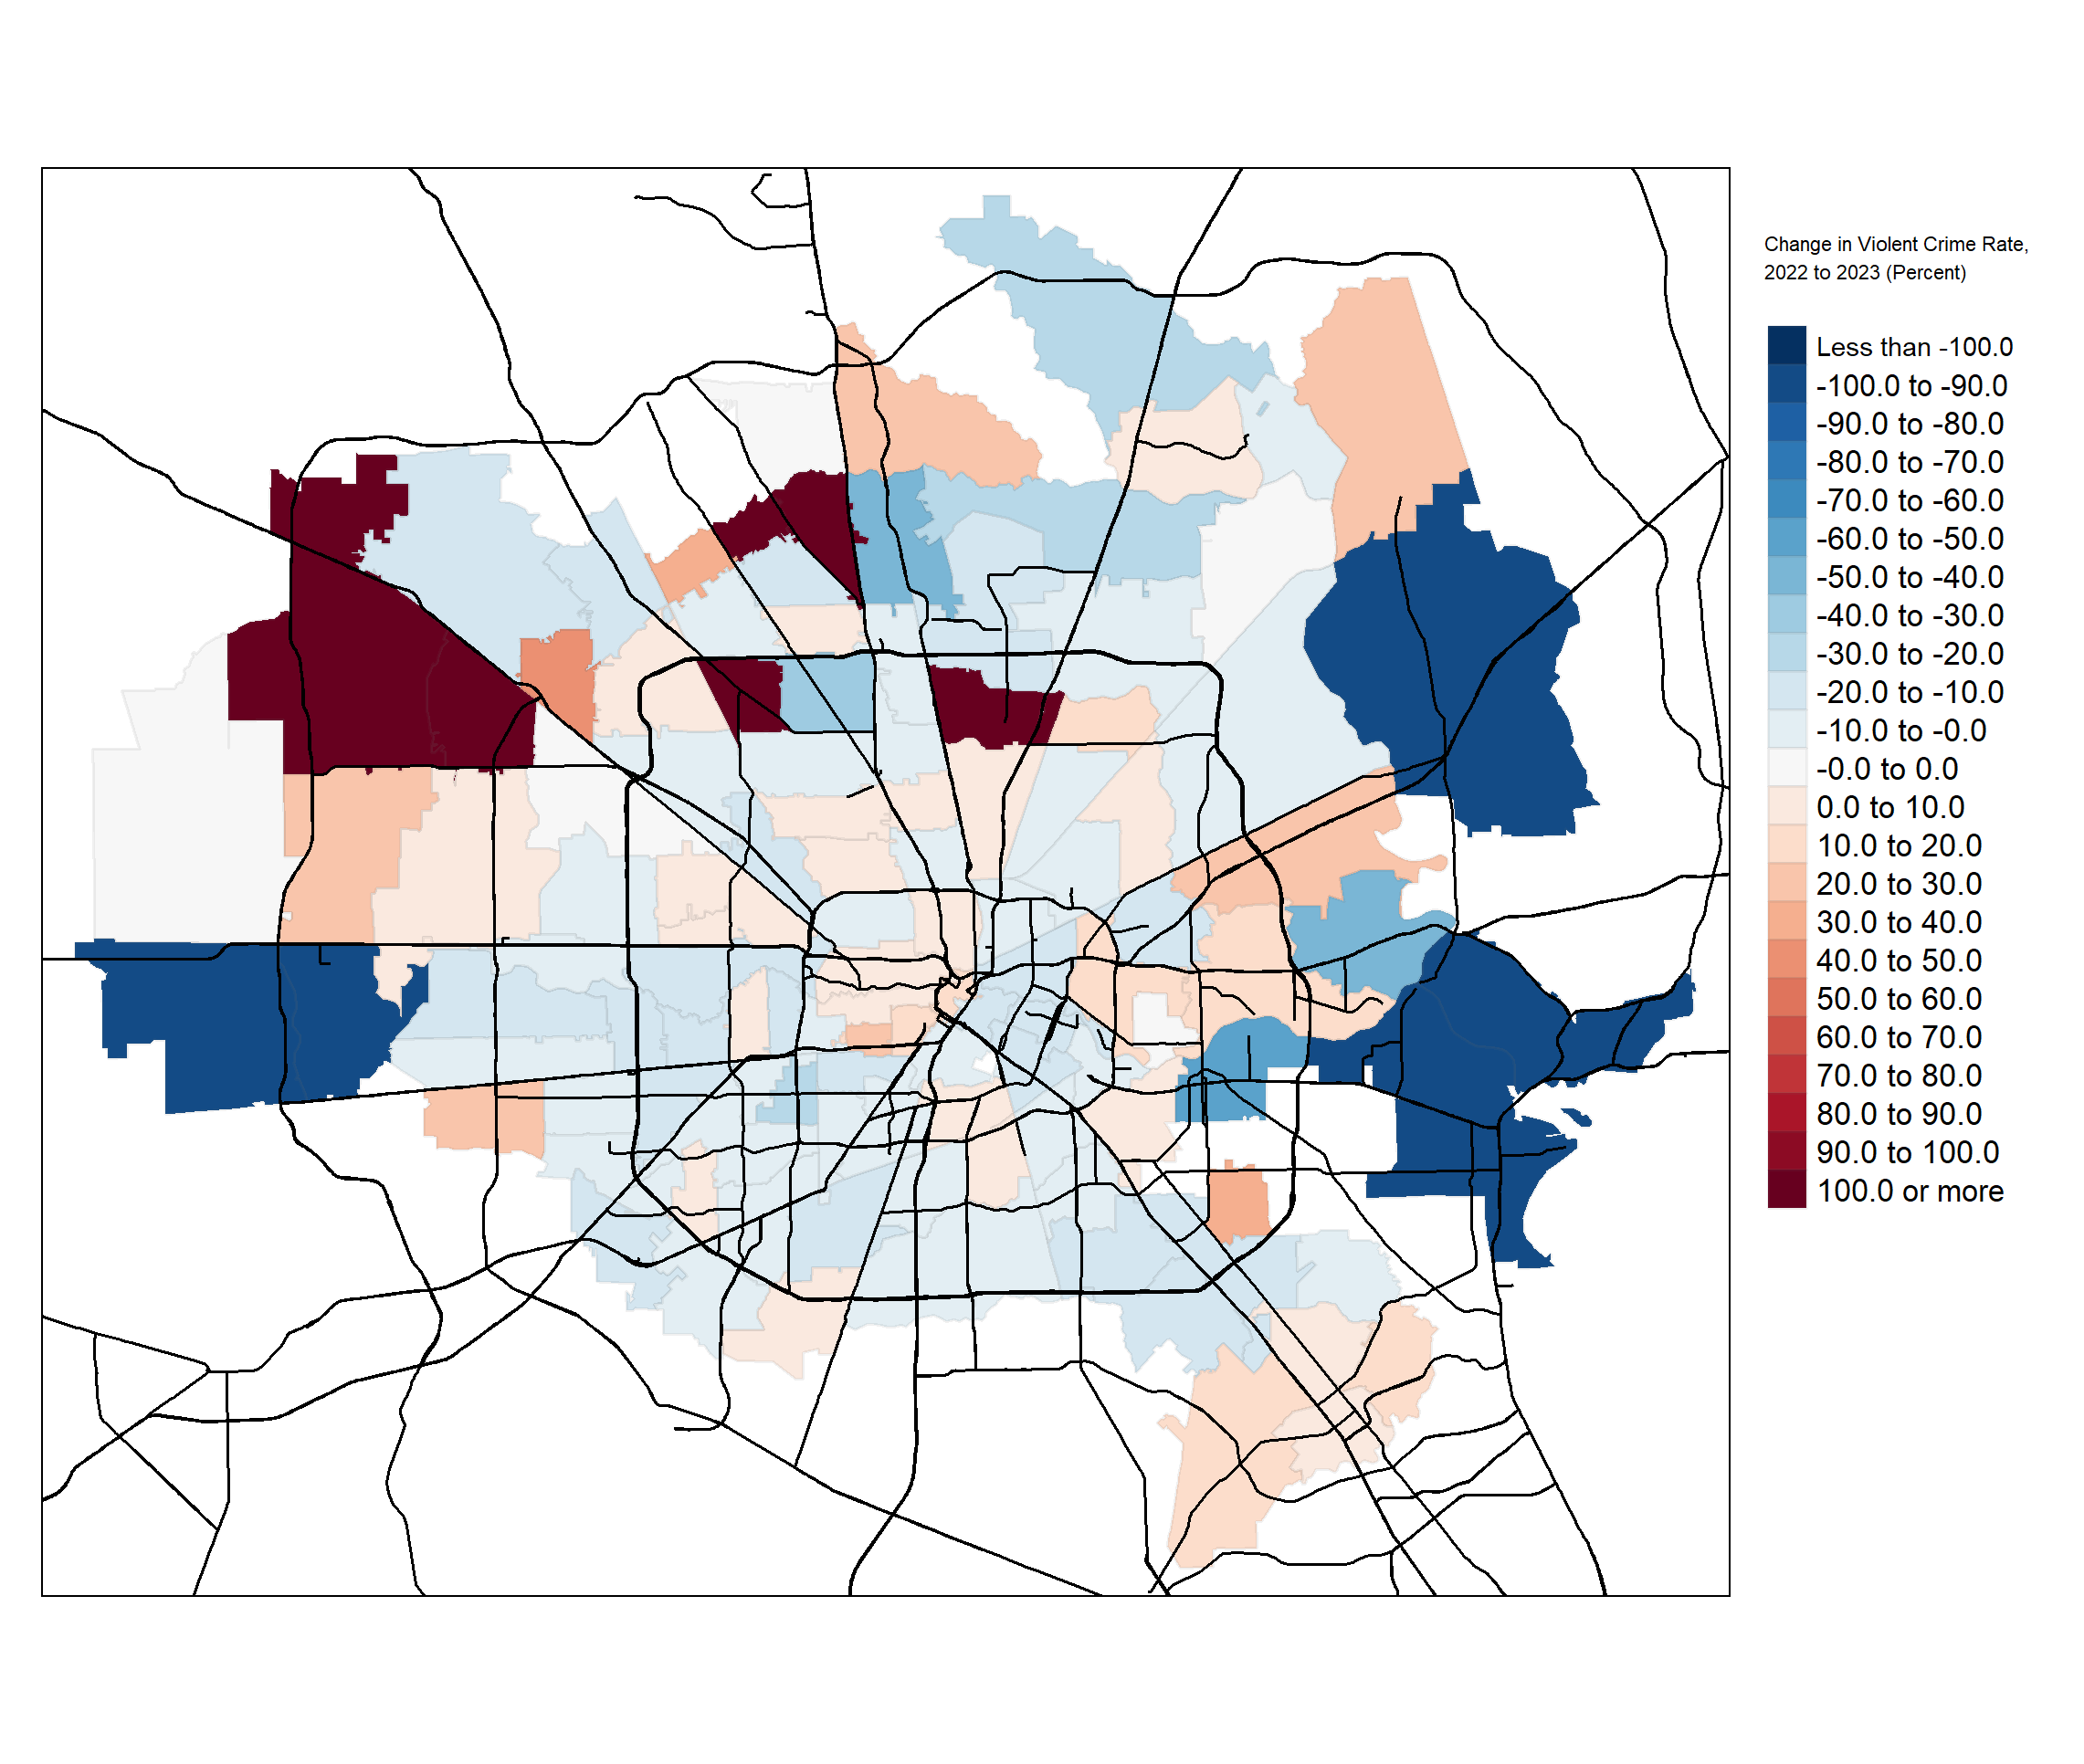 Change in Violent Crime Rate,
2022 to 2023 (Percent)
Less than -100.0
-100.0 to -90.0
-90.0 to -80.0
-80.0 to -70.0
-70.0 to -60.0
-60.0 to -50.0
-50.0 to -40.0
-40.0 to -30.0
-30.0 to -20.0
-20.0 to -10.0
-10.0 to -0.0
-0.0 to 0.0
0.0 to 10.0
10.0 to 20.0
20.0 to 30.0
30.0 to 40.0
40.0 to 50.0
50.0 to 60.0
60.0 to 70.0
70.0 to 80.0
80.0 to 90.0
90.0 to 100.0
100.0 or more